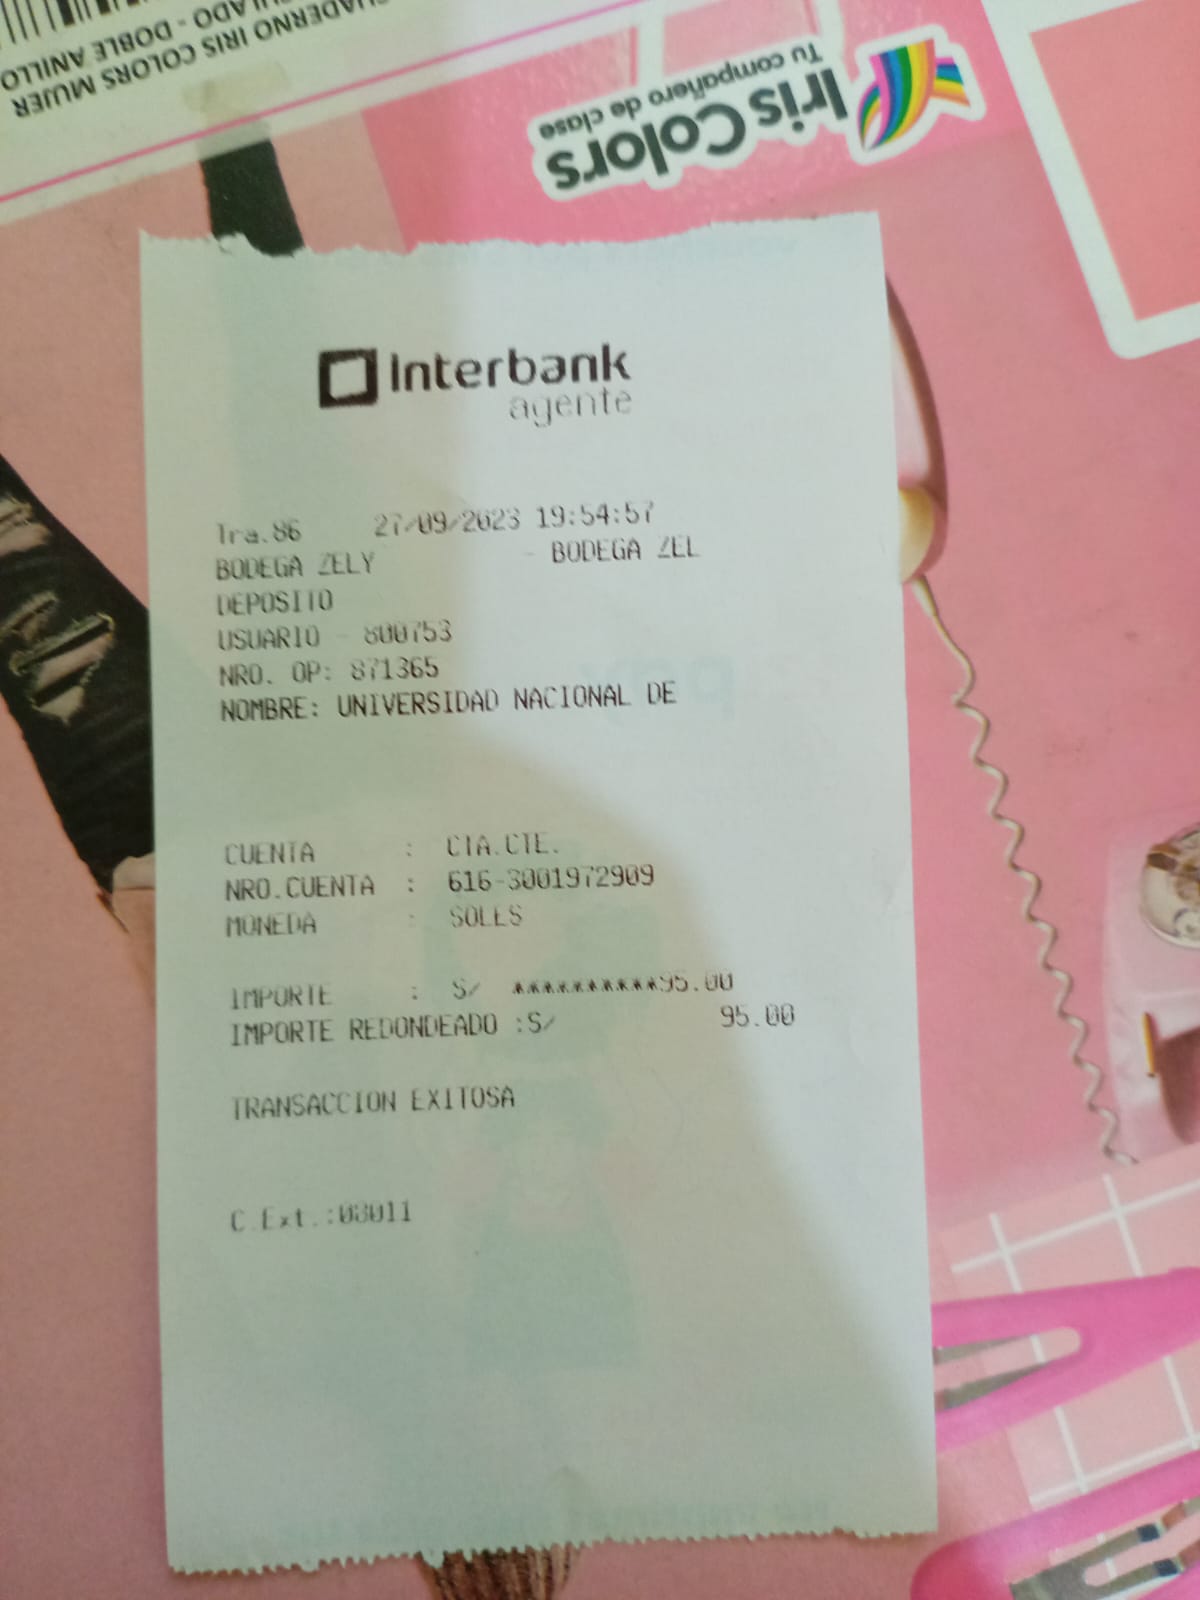 CUADERNO IRIS COLORS MUJER
- DOBLE ANILLO
Iris Colors
Tu compañero de clase
Interbank
agente
Tra.86 27/09/2023 19:54:57
BODEGA ZELY - BODEGA ZEL
DEPOSITO
USUARIO - 800753
NRO. OP: 871365
NOMBRE: UNIVERSIDAD NACIONAL DE
CUENTA : CTA.CTE.
NRO.CUENTA : 616-3001972909
MONEDA : SOLES
IMPORTE : S/ **********95.00
IMPORTE REDONDEADO :S/ 95.00
TRANSACCION EXITOSA
C.Ext.:08011